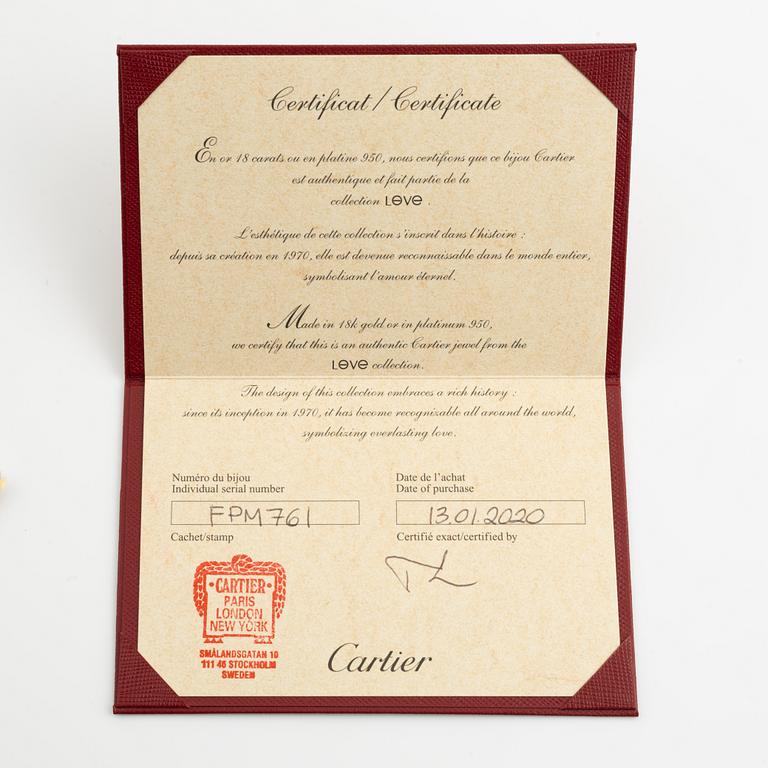 Certificat / Certificate
En or 18 carats ou en platine 950, nous certifions que ce bijou Cartier
est authentique et fait partie de la
collection LOVE .
L'esthétique de cette collection s'inscrit dans l'histoire :
depuis sa création en 1970, elle est devenue reconnaissable dans le monde entier,
symbolisant l'amour éternel.
Made in 18k gold or in platinum 950,
we certify that this is an authentic Cartier jewel from the
LOVE collection.
The design of this collection embraces a rich history :
since its inception in 1970, it has become recognizable all around the world,
symbolizing everlasting love.
Numéro du bijou
Individual serial number
FPM761
Date de l'achat
Date of purchase
13.01.2020
Cachet/stamp
Certifié exact/certified by
CARTIER
PARIS
LONDON
NEW YORK
SMÅLANDSGATAN 10
111 46 STOCKHOLM
SWEDEN
Cartier